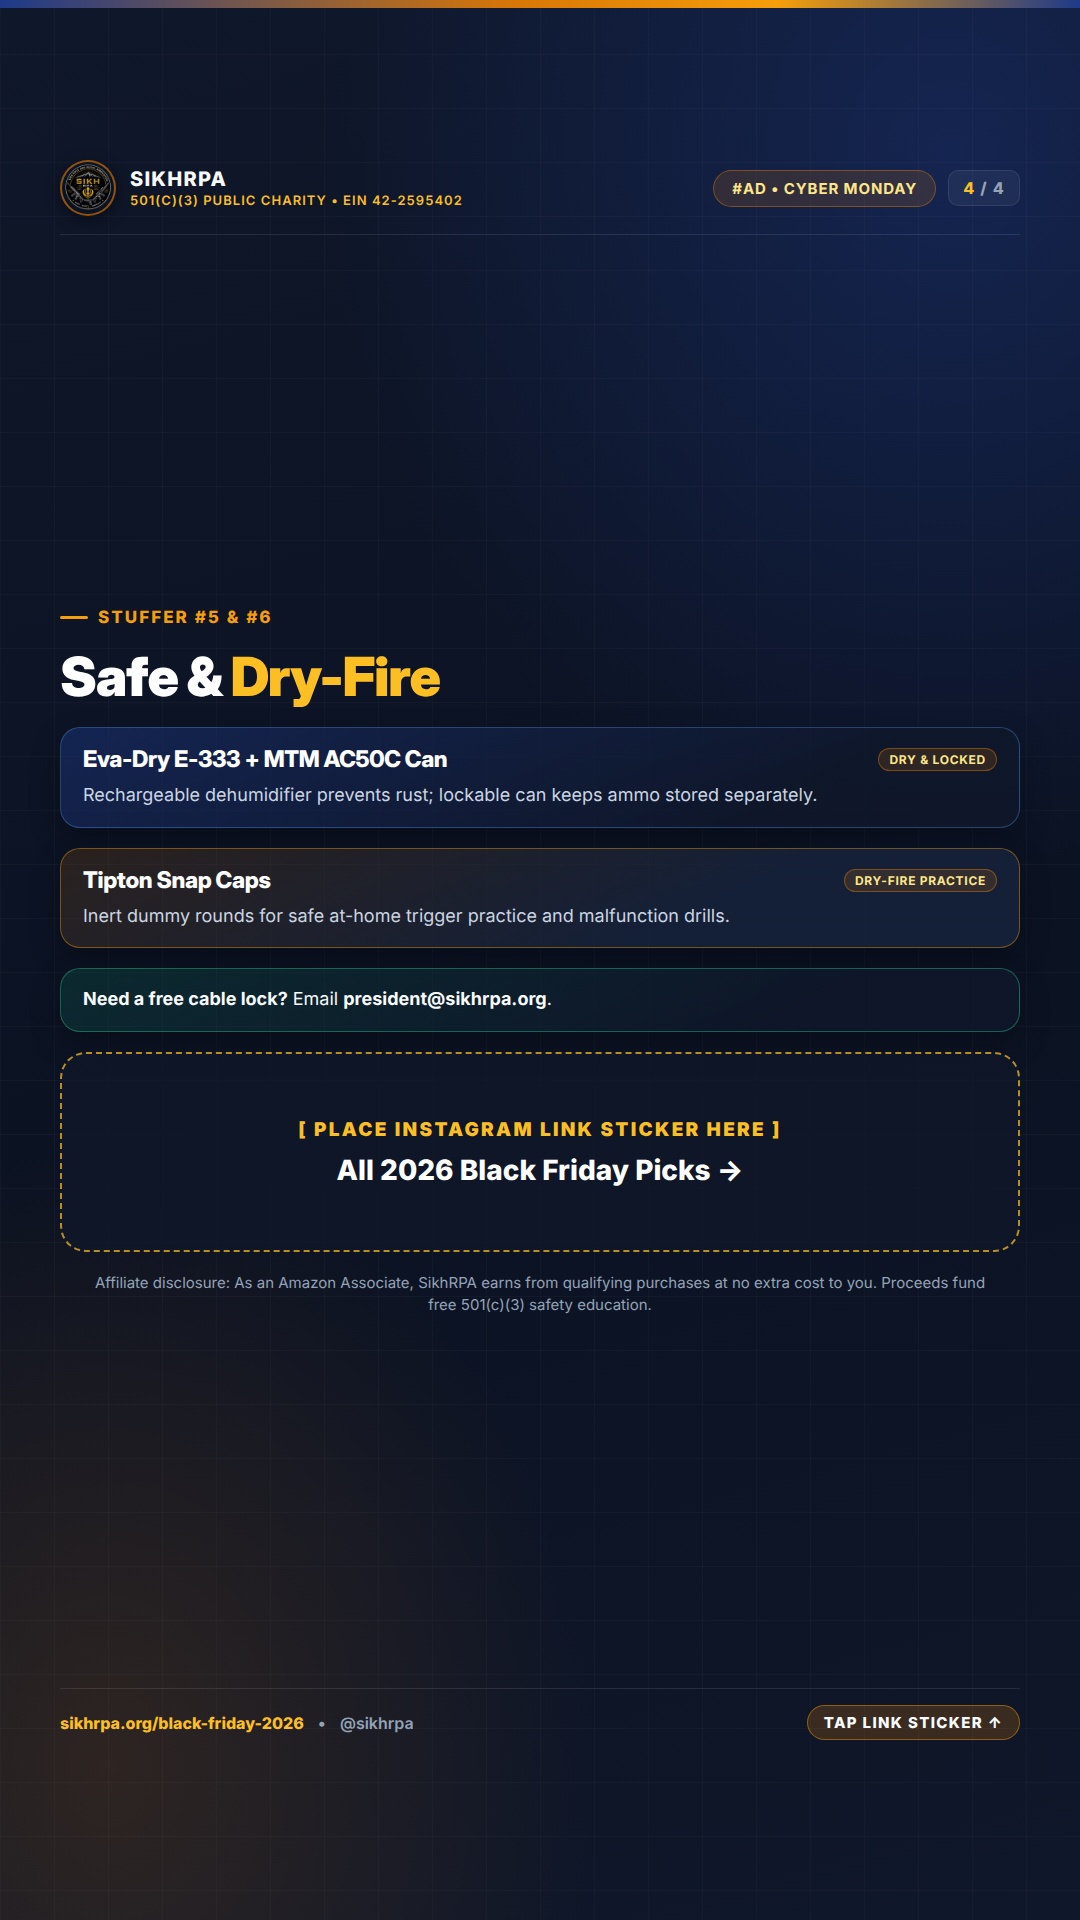 SIKH
SIKHRPA
501(C)(3) PUBLIC CHARITY • EIN 42-2595402
#AD • CYBER MONDAY
4 / 4
STUFFER #5 & #6
Safe & Dry-Fire
Eva-Dry E-333 + MTM AC50C Can
DRY & LOCKED
Rechargeable dehumidifier prevents rust; lockable can keeps ammo stored separately.
Tipton Snap Caps
DRY-FIRE PRACTICE
Inert dummy rounds for safe at-home trigger practice and malfunction drills.
Need a free cable lock? Email president@sikhrpa.org.
[ PLACE INSTAGRAM LINK STICKER HERE ]
All 2026 Black Friday Picks →
Affiliate disclosure: As an Amazon Associate, SikhRPA earns from qualifying purchases at no extra cost to you. Proceeds fund
free 501(c)(3) safety education.
sikhrpa.org/black-friday-2026 • @sikhrpa
TAP LINK STICKER ↑